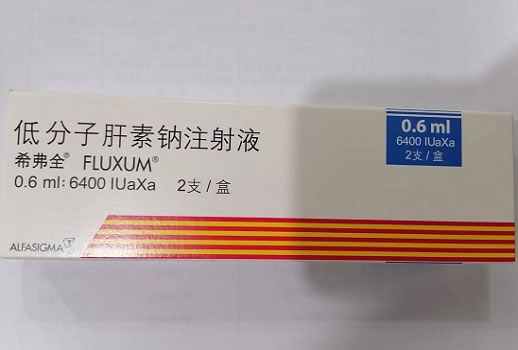 低分子肝素钠注射液
希弗全® FLUXUM®
0.6 ml: 6400 IUaXa 2支 / 盒
ALFASIGMA
0.6 ml
6400 IUaXa
2支 / 盒